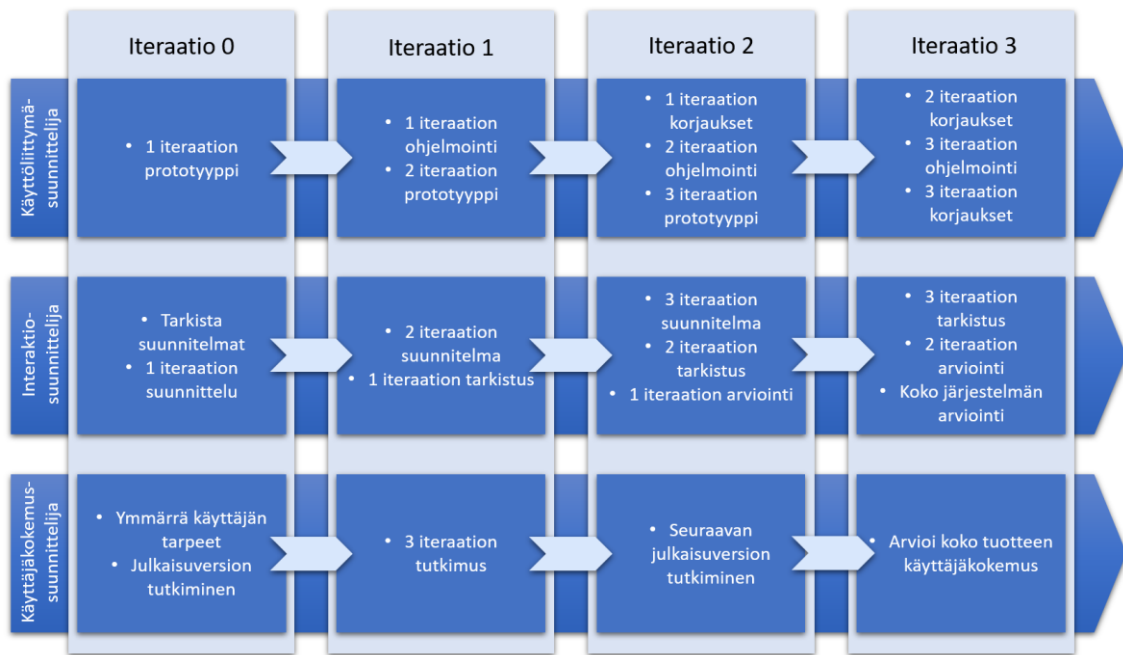 Iteraatio 0
Iteraatio 1
Iteraatio 2
Iteraatio 3
Käyttöliittymä-
suunnittelija
• 1 iteraation
prototyyppi
• 1 iteraation
ohjelmointi
• 2 iteraation
prototyyppi
• 1 iteraation
korjaukset
• 2 iteraation
ohjelmointi
• 3 iteraation
prototyyppi
• 2 iteraation
korjaukset
• 3 iteraation
ohjelmointi
• 3 iteraation
korjaukset
Interaktio-
suunnittelija
• Tarkista
suunnitelmat
• 1 iteraation
suunnittelu
• 2 iteraation
suunnitelma
• 1 iteraation tarkistus
• 3 iteraation
suunnitelma
• 2 iteraation
tarkistus
• 1 iteraation arviointi
• 3 iteraation
tarkistus
• 2 iteraation
arviointi
• Koko järjestelmän
arviointi
Käyttäjäkokemus-
suunnittelija
• Ymmärrä käyttäjän
tarpeet
• Julkaisuversion
tutkiminen
• 3 iteraation
tutkimus
• Seuraavan
julkaisuversion
tutkiminen
• Arvioi koko tuotteen
käyttäjäkokemus